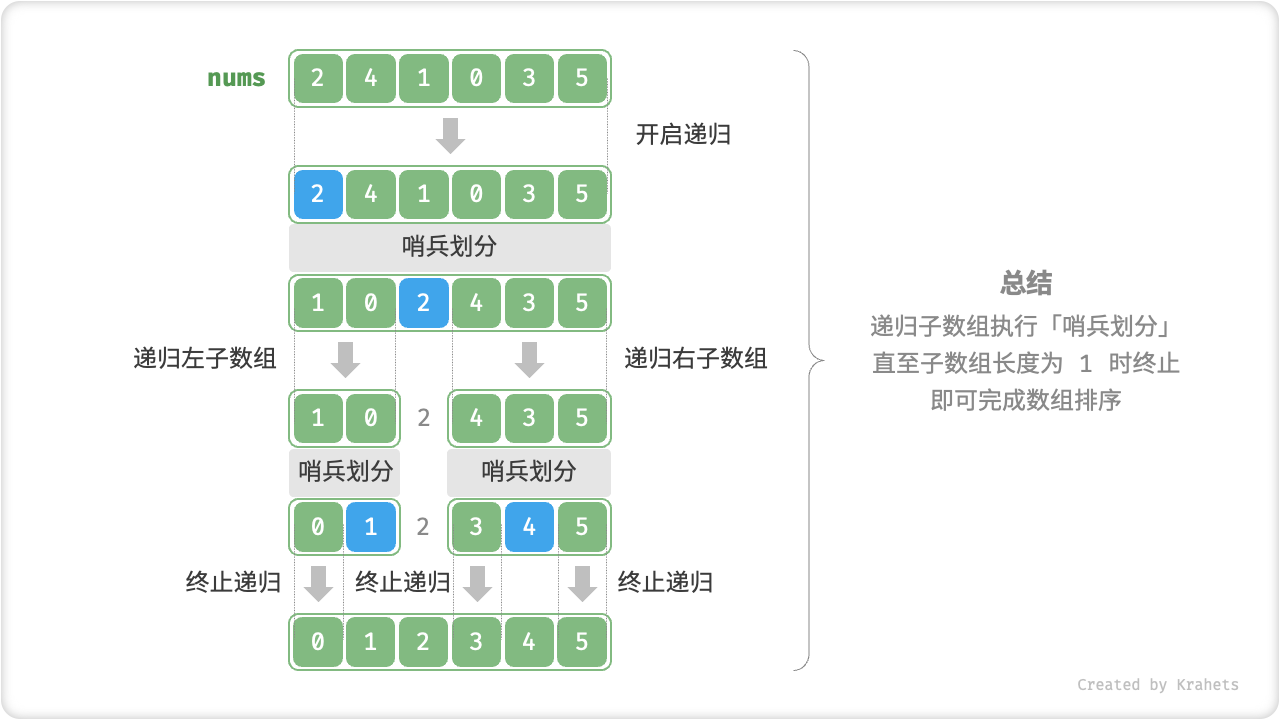 nums 2 4 1 0 3 5
开启递归
2 4 1 0 3 5
哨兵划分
1 0 2 4 3 5
递归左子数组 递归右子数组
1 0 2 4 3 5
哨兵划分 哨兵划分
0 1 2 3 4 5
终止递归 终止递归 终止递归
0 1 2 3 4 5
总结
递归子数组执行「哨兵划分」
直至子数组长度为 1 时终止
即可完成数组排序
Created by Krahets